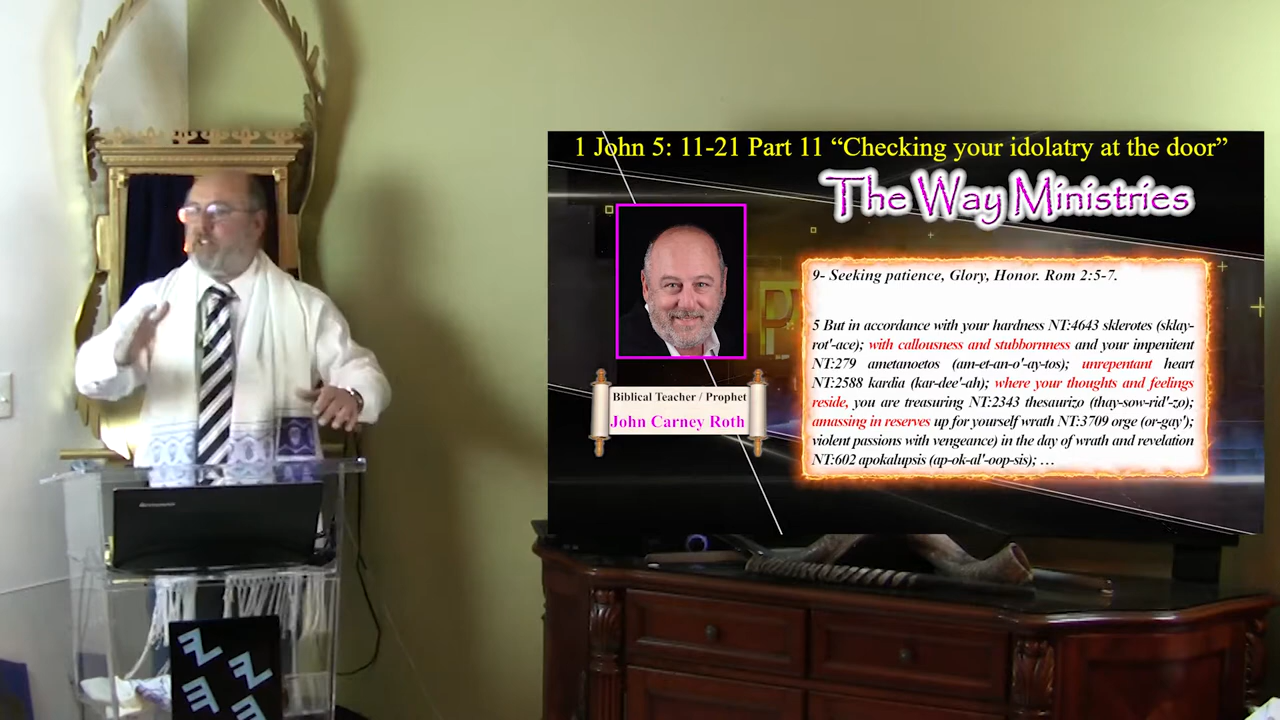 1 John 5: 11-21 Part 11 “Checking your idolatry at the door”
The Way Ministries
Biblical Teacher / Prophet
John Carney Roth
9- Seeking patience, Glory, Honor. Rom 2:5-7.
5 But in accordance with your hardness NT:4643 sklerotes (sklay-
rot'-ace); with callousness and stubbornness and your impenitent
NT:279 ametanoetos (am-et-an-o'-ay-tos); unrepentant heart
NT:2588 kardia (kar-dee'-ah); where your thoughts and feelings
reside, you are treasuring NT:2343 thesaurizo (thay-sow-rid'-zo);
amassing in reserves up for yourself wrath NT:3709 orge (or-gay');
violent passions with vengeance) in the day of wrath and revelation
NT:602 apokalupsis (ap-ok-al'-oop-sis); …